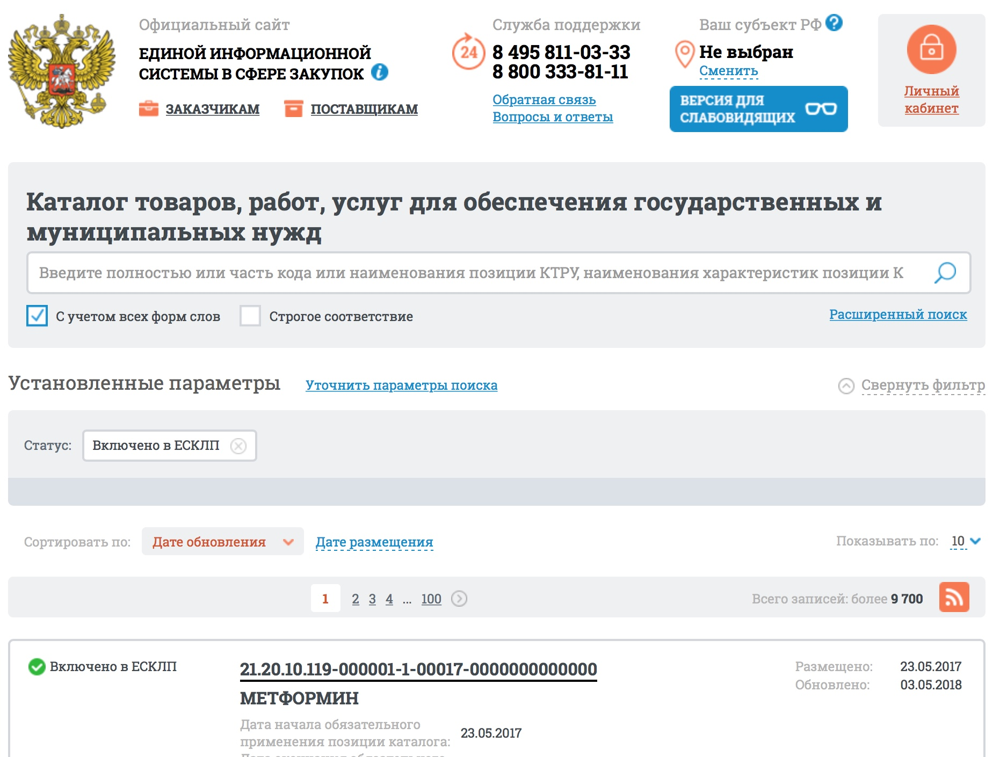 Официальный сайт
ЕДИНОЙ ИНФОРМАЦИОННОЙ
СИСТЕМЫ В СФЕРЕ ЗАКУПОК
ЗАКАЗЧИКАМ
ПОСТАВЩИКАМ
Служба поддержки
24
8 495 811-03-33
8 800 333-81-11
Обратная связь
Вопросы и ответы
Ваш субъект РФ
Не выбран
Сменить
ВЕРСИЯ ДЛЯ
СЛАБОВИДЯЩИХ
Личный
кабинет
Каталог товаров, работ, услуг для обеспечения государственных и
муниципальных нужд
Введите полностью или часть кода или наименования позиции КТРУ, наименования характеристик позиции К
С учетом всех форм слов
Строгое соответствие
Расширенный поиск
Установленные параметры
Уточнить параметры поиска
Свернуть фильтр
Статус:
Включено в ЕСКЛП
Сортировать по:
Дате обновления
Дате размещения
Показывать по: 10
1 2 3 4 ... 100
Всего записей: более 9 700
Включено в ЕСКЛП
21.20.10.119-000001-1-00017-0000000000000
МЕТФОРМИН
Размещено: 23.05.2017
Обновлено: 03.05.2018
Дата начала обязательного
применения позиции каталога:
23.05.2017